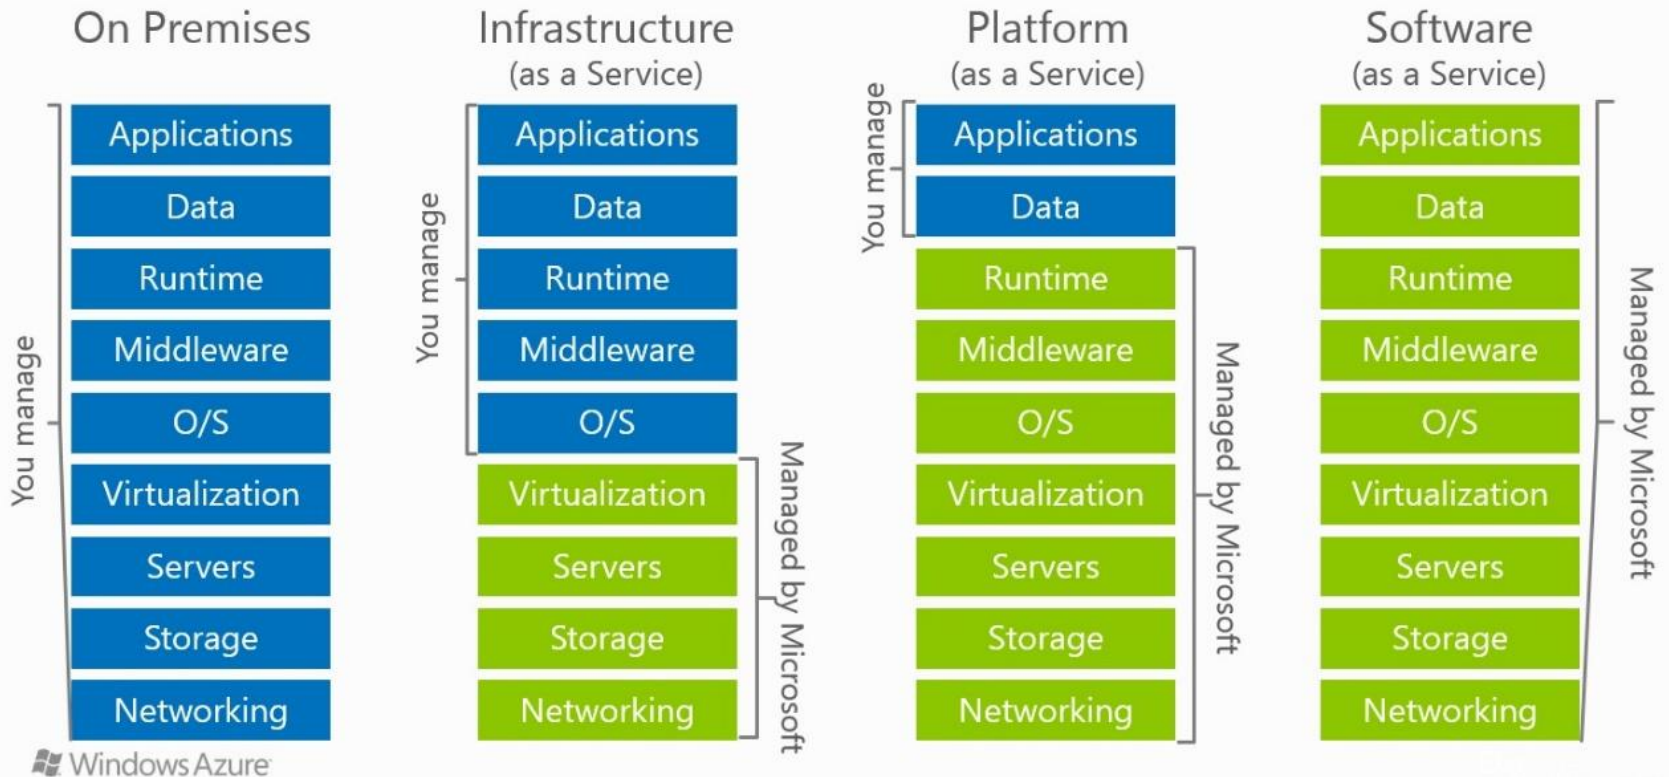 On Premises
You manage
Applications
Data
Runtime
Middleware
O/S
Virtualization
Servers
Storage
Networking
Infrastructure
(as a Service)
You manage
Applications
Data
Runtime
Middleware
O/S
Virtualization
Servers
Storage
Networking
Managed by Microsoft
Platform
(as a Service)
You manage
Applications
Data
Runtime
Middleware
O/S
Virtualization
Servers
Storage
Networking
Managed by Microsoft
Software
(as a Service)
Applications
Data
Runtime
Middleware
O/S
Virtualization
Servers
Storage
Networking
Managed by Microsoft
Windows Azure